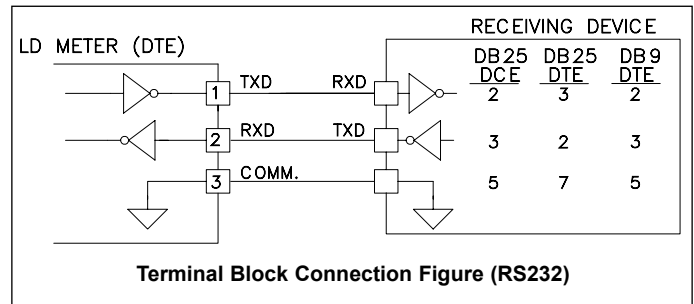 RECEIVING DEVICE
LD METER (DTE)
DB25 DB25 DB9
DCE DTE DTE
1 TXD RXD 2 3 2
2 RXD TXD 3 2 3
3 COMM. 5 7 5
Terminal Block Connection Figure (RS232)